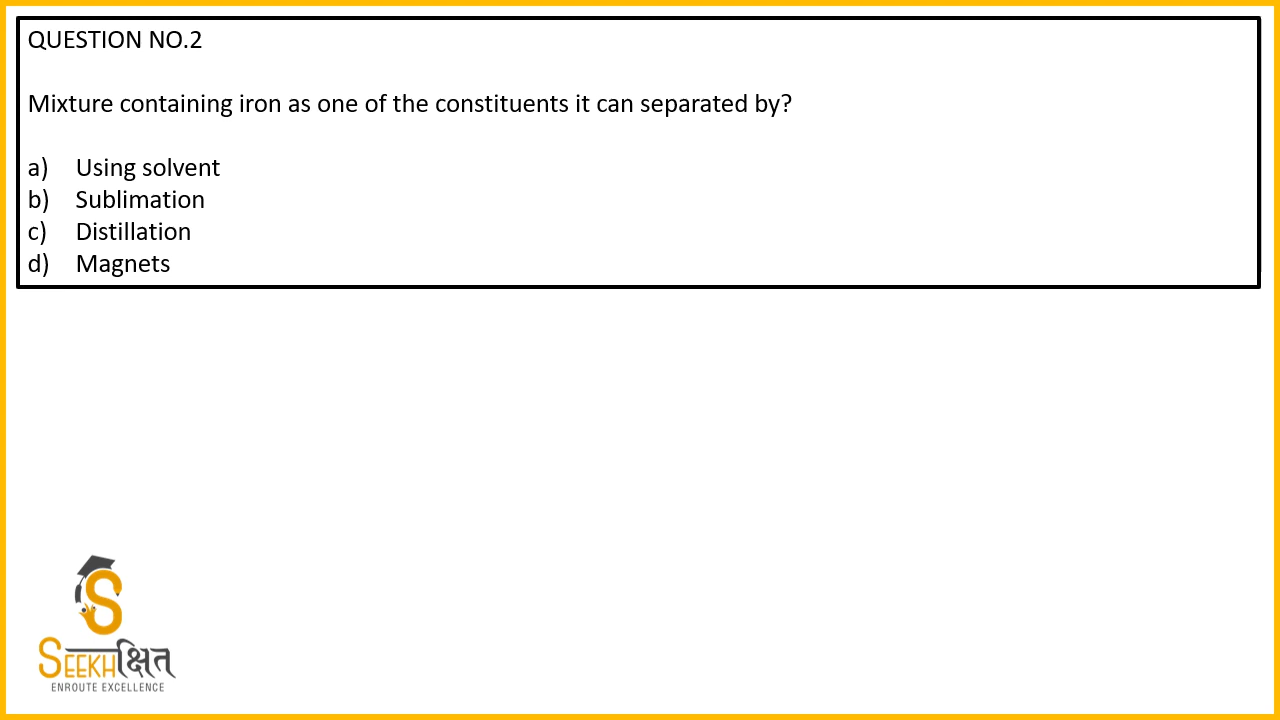 QUESTION NO.2
Mixture containing iron as one of the constituents it can separated by?
a) Using solvent
b) Sublimation
c) Distillation
d) Magnets
S
SEEKHक्षित
ENROUTE EXCELLENCE